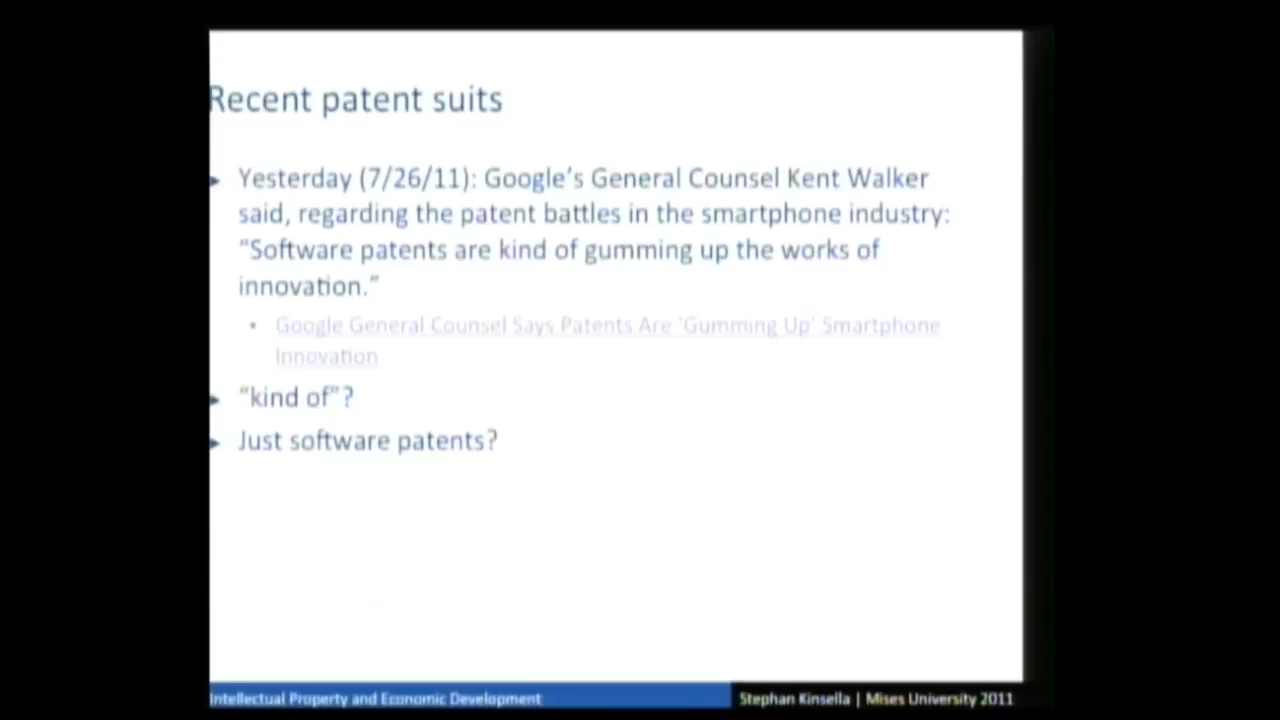 Recent patent suits
Yesterday (7/26/11): Google's General Counsel Kent Walker
said, regarding the patent battles in the smartphone industry:
“Software patents are kind of gumming up the works of
innovation.”
Google General Counsel Says Patents Are ‘Gumming Up’ Smartphone
Innovation
“kind of”?
Just software patents?
Intellectual Property and Economic Development
Stephan Kinsella | Mises University 2011